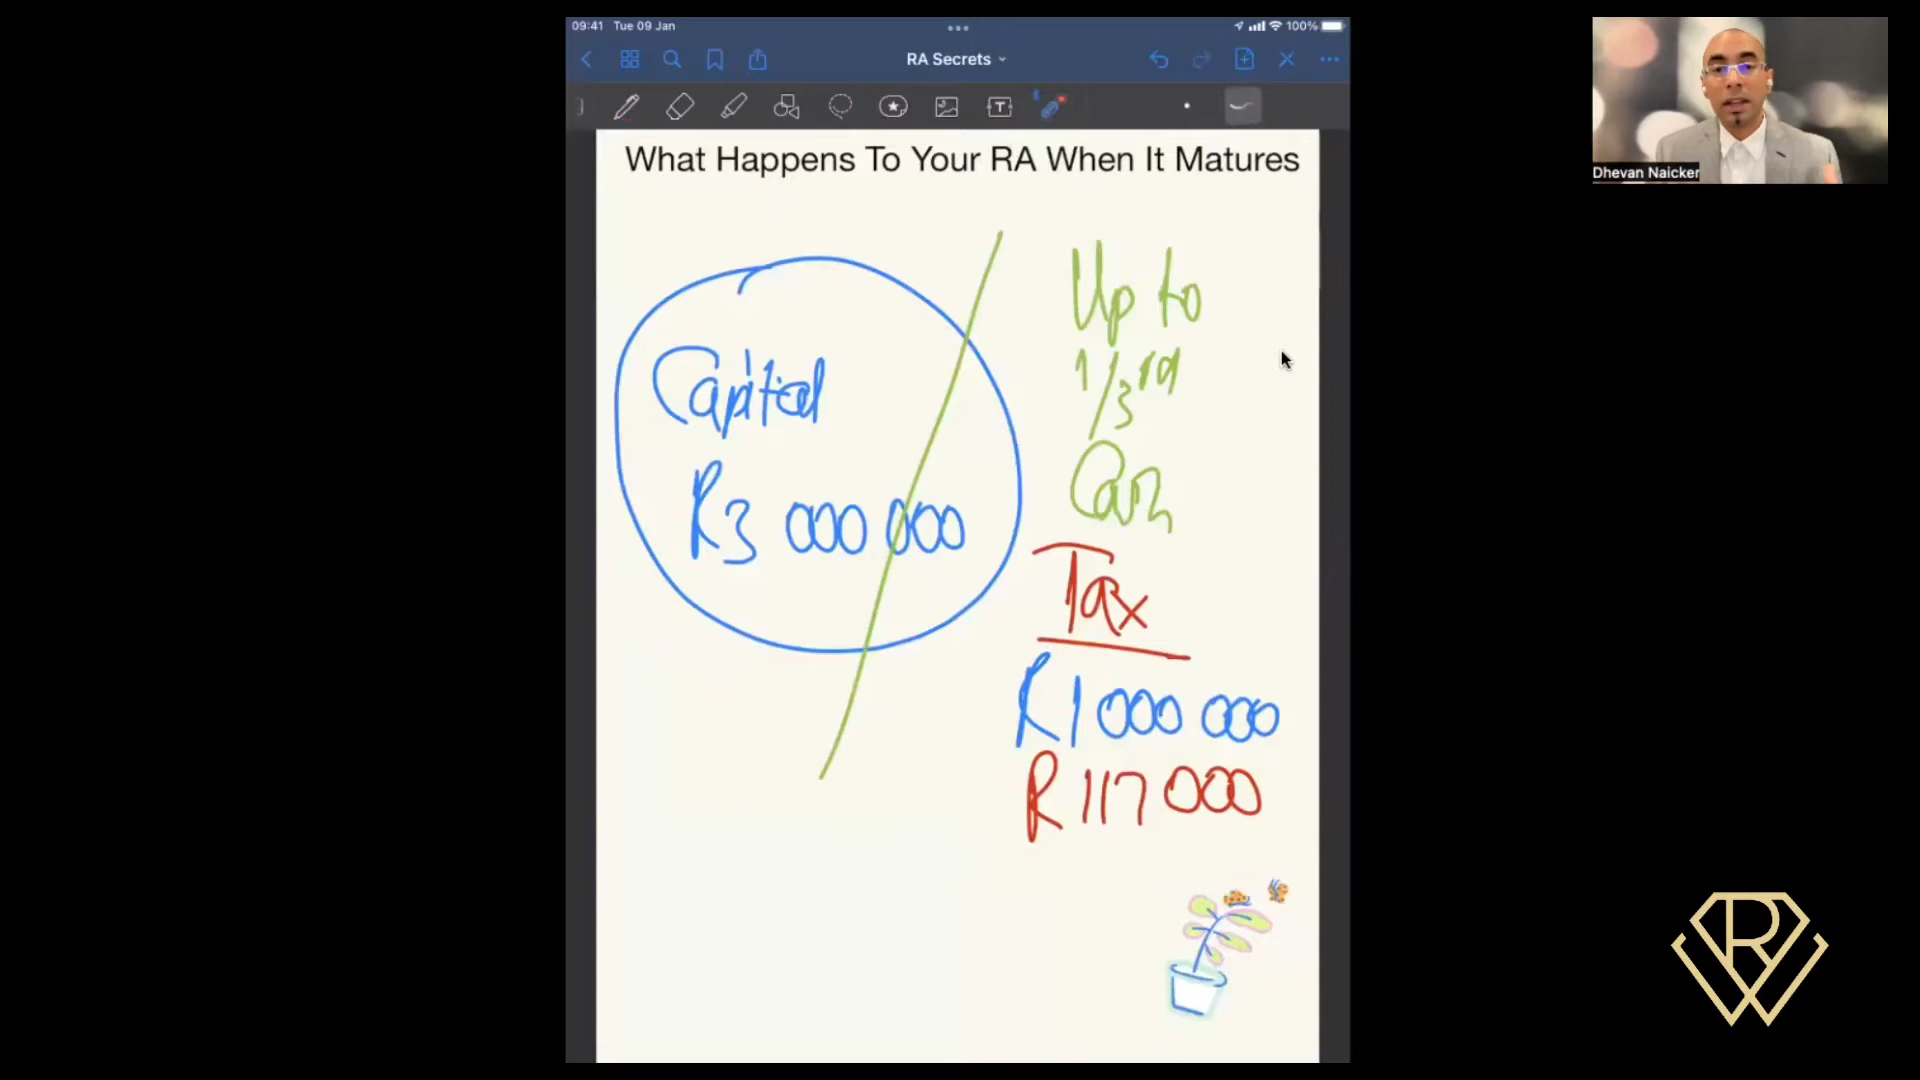 09:41 Tue 09 Jan
100%
RA Secrets
Dhevan Naicker
What Happens To Your RA When It Matures
Capital
R3 000 000
Up to
1/3rd
Cash
Tax
R1 000 000
R117 000